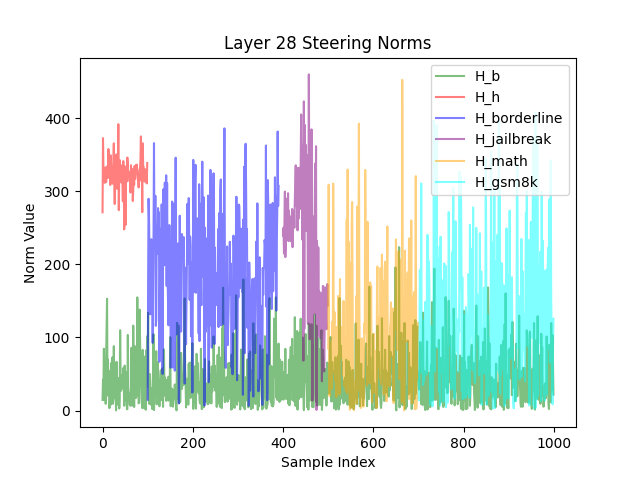 Layer 28 Steering Norms
H_b
H_h
H_borderline
H_jailbreak
H_math
H_gsm8k
Norm Value
400
300
200
100
0
0
200
400
600
800
1000
Sample Index